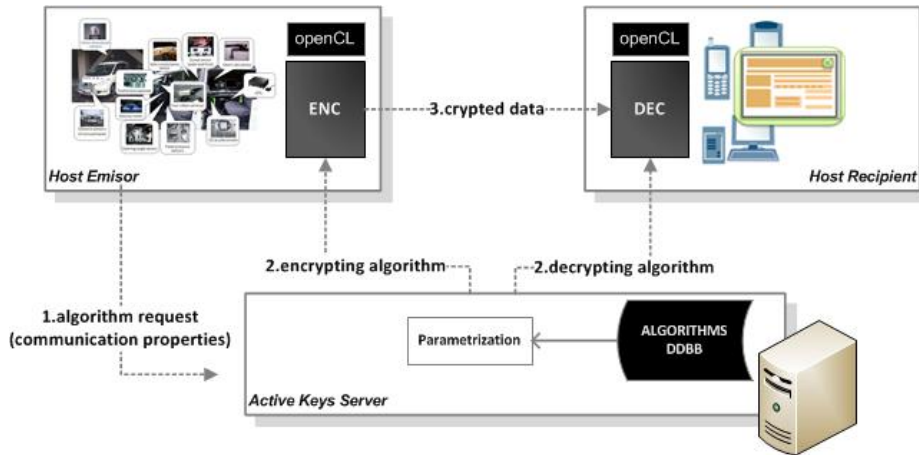 openCL
openCL
ENC
3.crypted data
DEC
Host Emisor
Host Recipient
2.encrypting algorithm
2.decrypting algorithm
1.algorithm request
(communication properties)
Parametrization
ALGORITHMS
DDBB
Active Keys Server